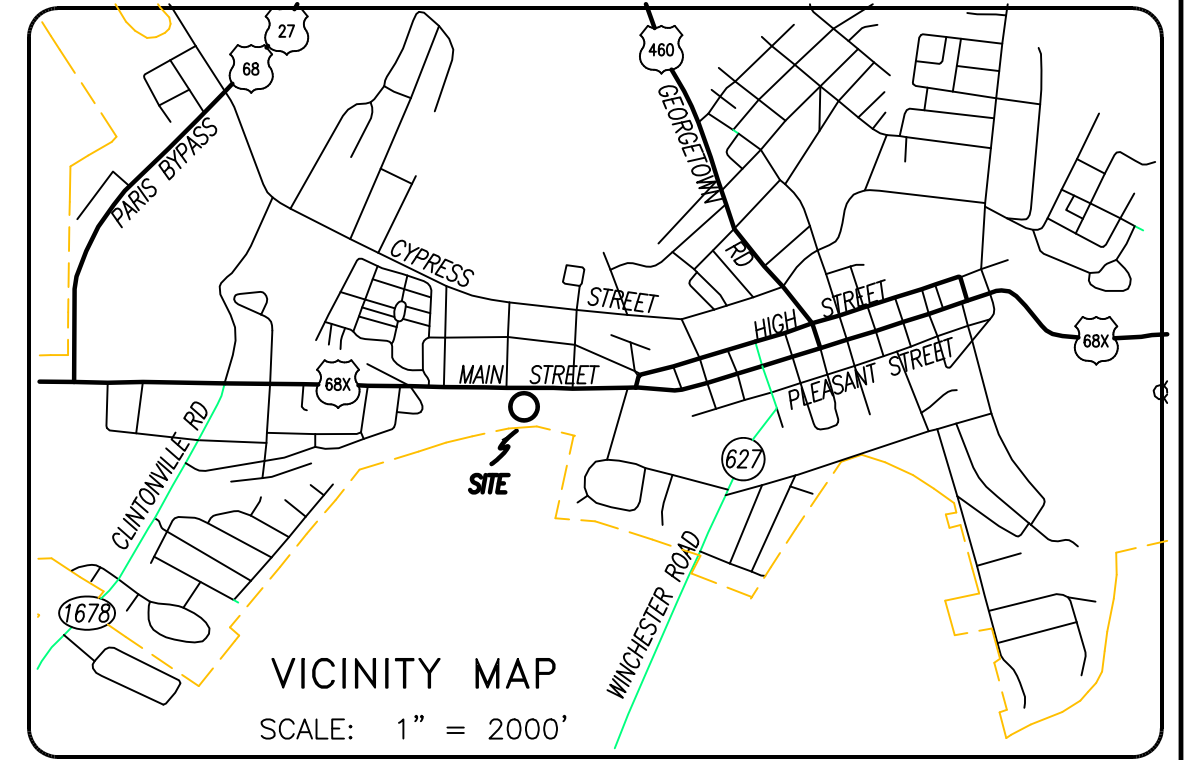 27
68
460
PARIS BYPASS
GEORGETOWN
RD
CYPRESS
STREET
HIGH STREET
68X
68X
MAIN STREET
PLEASANT STREET
CLINTONVILLE RD
627
SITE
WINCHESTER ROAD
1678
VICINITY MAP
SCALE: 1" = 2000'